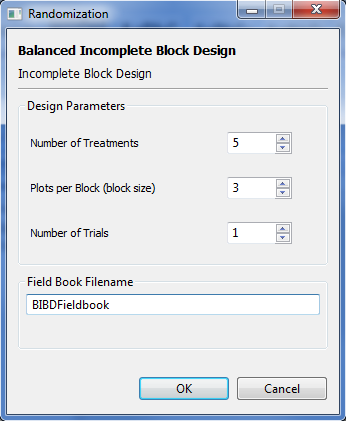 Randomization
Balanced Incomplete Block Design
Incomplete Block Design
Design Parameters
Number of Treatments 5
Plots per Block (block size) 3
Number of Trials 1
Field Book Filename
BIBDFieldbook
OK Cancel